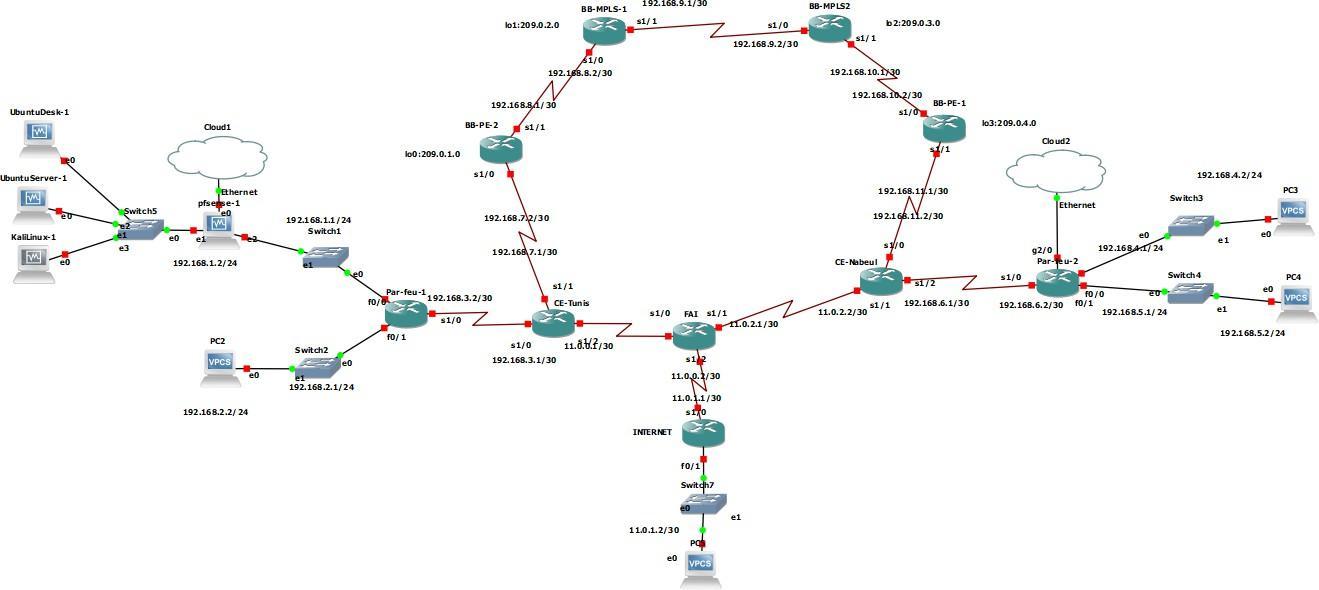 192.168.9.1/30
BB-MPLS-1
BB-MPLS2
lo1:209.0.2.0
s1/1
s1/0
lo2:209.0.3.0
192.168.9.2/30
s1/1
s1/0
192.168.8.2/30
192.168.10.1/30
192.168.8.1/30
192.168.10.2/30
BB-PE-1
s1/0
lo3:209.0.4.0
UbuntuDesk-1
Cloud1
BB-PE-2
s1/1
lo0:209.0.1.0
s1/1
Cloud2
e0
s1/0
192.168.4.2/24
UbuntuServer-1
Ethernet
pfsense-1
e0
192.168.11.1/30
PC3
Switch3
Ethernet
Switch5
e0
e2
192.168.1.1/24
192.168.7.2/30
192.168.11.2/30
Switch1
KaliLinux-1
e1
e0
e1
e2
e0
e1
e0
e3
s1/0
g2/0
192.168.4.1/24
VPCS
192.168.7.1/30
e0
192.168.1.2/24
e1
e0
CE-Nabeul
Par-feu-2
s1/1
s1/2
s1/0
Switch4
PC4
Par-feu-1
f0/0
192.168.3.2/30
CE-Tunis
192.168.6.1/30
192.168.6.2/30
f0/0
f0/1
e0
192.168.5.1/24
e1
e0
VPCS
s1/0
s1/0
FAI
s1/1
11.0.2.1/30
11.0.2.2/30
s1/1
f0/1
192.168.5.2/24
PC2
s1/0
s1/2
11.0.0.1/30
Switch2
192.168.3.1/30
s1/2
VPCS
e0
e1
e0
192.168.2.1/24
11.0.0.2/30
11.0.1.1/30
192.168.2.2/24
s1/0
INTERNET
f0/1
Switch7
e0
e1
11.0.1.2/30
e0
VPCS